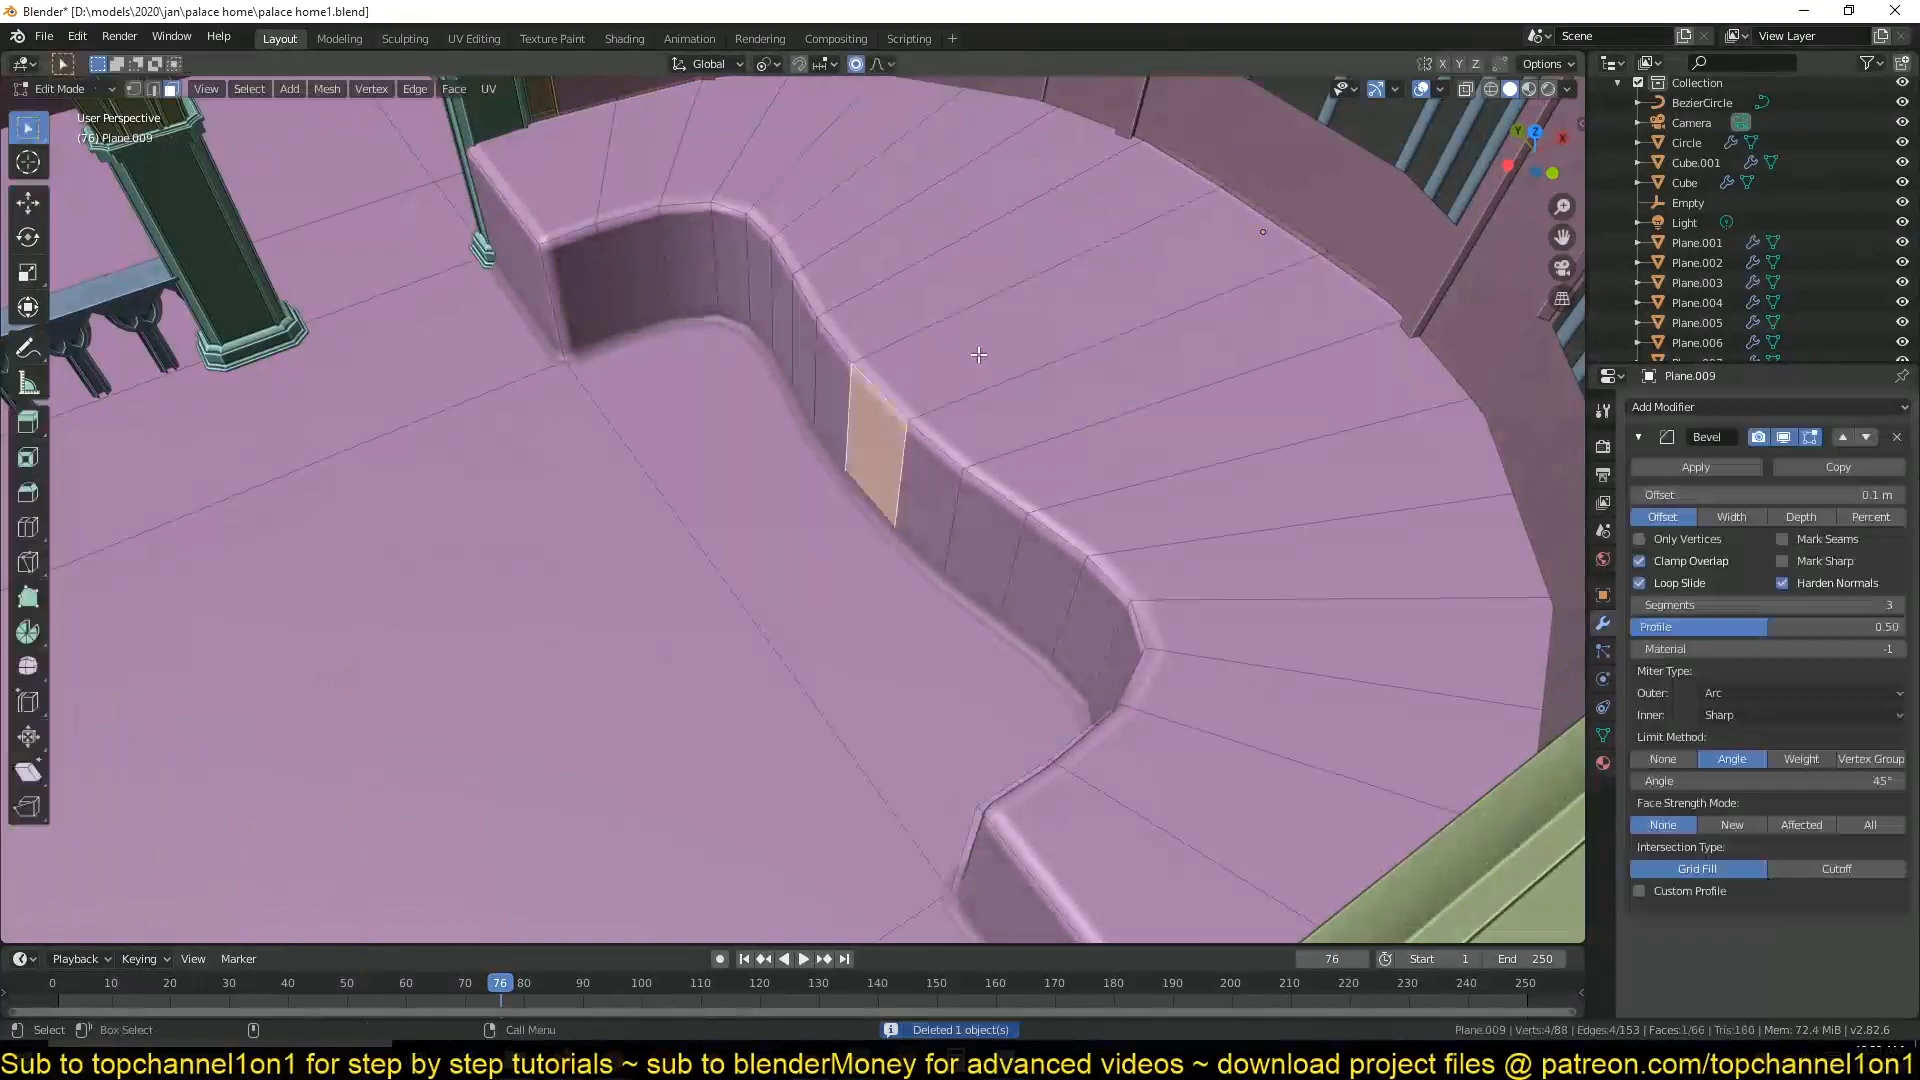 Blender* [D:\models\2020\jan\palace home\palace home1.blend]
File Edit Render Window Help Layout Modeling Sculpting UV Editing Texture Paint Shading Animation Rendering Compositing Scripting + Scene View Layer
Global X Y Z Options
Edit Mode View Select Add Mesh Vertex Edge Face UV
User Perspective
(76) Plane.009
Y Z X
Collection
BezierCircle
Camera
Circle
Cube.001
Cube
Empty
Light
Plane.001
Plane.002
Plane.003
Plane.004
Plane.005
Plane.006
Plane.009
Add Modifier
Bevel
Apply Copy
Offset 0.1 m
Offset Width Depth Percent
Only Vertices Mark Seams
Clamp Overlap Mark Sharp
Loop Slide Harden Normals
Segments 3
Profile 0.50
Material -1
Miter Type:
Outer: Arc
Inner: Sharp
Limit Method:
None Angle Weight Vertex Group
Angle 45°
Face Strength Mode:
None New Affected All
Intersection Type:
Grid Fill Cutoff
Custom Profile
Playback Keying View Marker 76 Start 1 End 250
0 10 20 30 40 50 60 70 76 80 90 100 110 120 130 140 150 160 170 180 190 200 210 220 230 240 250
Select Box Select Call Menu Deleted 1 object(s) Plane.009 | Verts:4/88 | Edges:4/153 | Faces:1/66 | Tris:160 | Mem: 72.4 MiB | v2.82.6
Sub to topchannel1on1 for step by step tutorials ~ sub to blenderMoney for advanced videos ~ download project files @ patreon.com/topchannel1on1